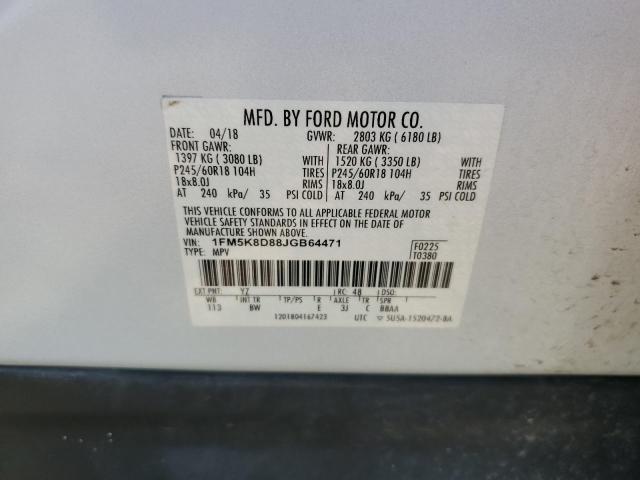 MFD. BY FORD MOTOR CO.
DATE: 04/18 GVWR: 2803 KG ( 6180 LB)
FRONT GAWR: REAR GAWR:
1397 KG ( 3080 LB) WITH 1520 KG ( 3350 LB) WITH
P245/60R18 104H TIRES P245/60R18 104H TIRES
18x8.0J RIMS 18x8.0J RIMS
AT 240 kPa/ 35 PSI COLD AT 240 kPa/ 35 PSI COLD
THIS VEHICLE CONFORMS TO ALL APPLICABLE FEDERAL MOTOR
VEHICLE SAFETY STANDARDS IN EFFECT ON THE DATE OF
MANUFACTURE SHOWN ABOVE.
VIN: 1FM5K8D88JGB64471 F0225
TYPE: MPV T0380
EXT PNT: YZ RC: 48 DSO:
WB INT TR TP/PS R AXLE TR SPR
113 BW E 3J C BBAA
1201804167423 UTC ▽ 5U5A-1520472-BA